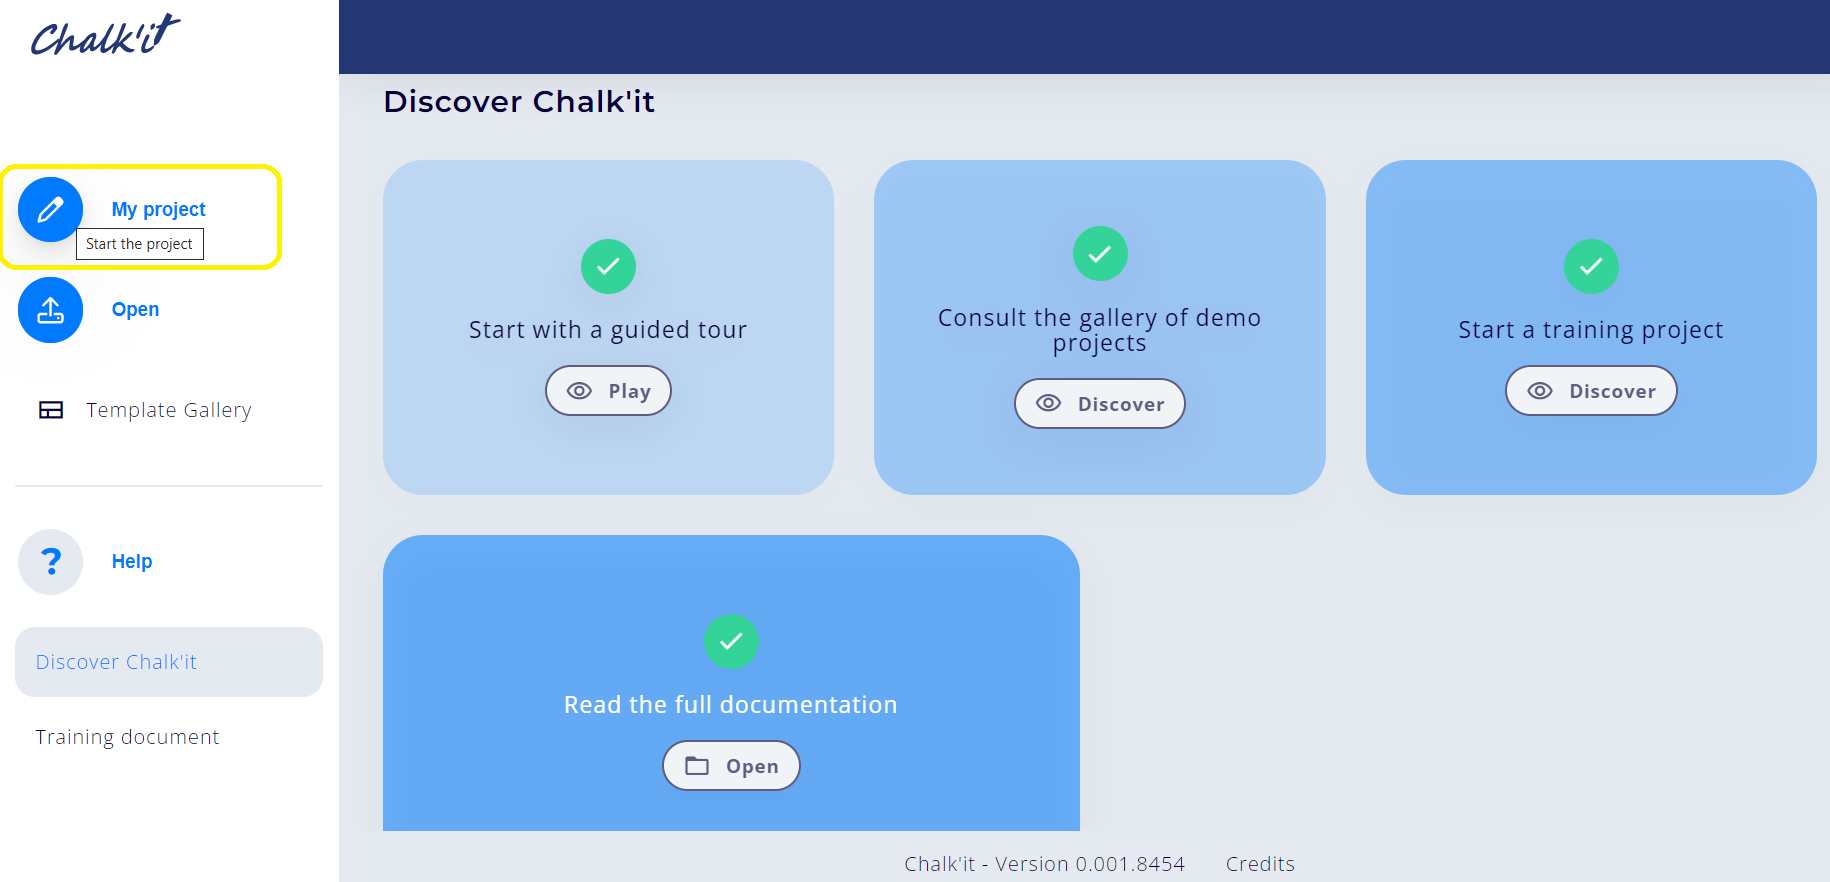 Chalk'it
My project
Start the project
Open
Template Gallery
?
Help
Discover Chalk'it
Training document
Discover Chalk'it
Start with a guided tour
Play
Consult the gallery of demo
projects
Discover
Start a training project
Discover
Read the full documentation
Open
Chalk'it - Version 0.001.8454
Credits